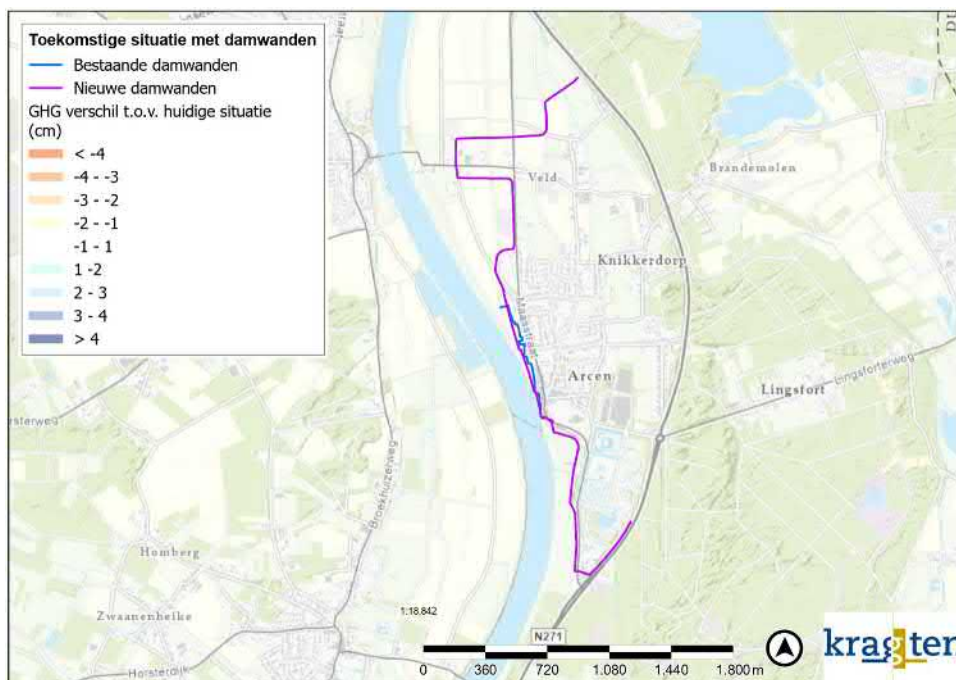 Toekomstige situatie met damwanden
Bestaande damwanden
Nieuwe damwanden
GHG verschil t.o.v. huidige situatie
(cm)
< -4
-4 - -3
-3 - -2
-2 - -1
-1 - 1
1 -2
2 - 3
3 - 4
> 4
Brandemolen
Veld
Knikkerdorp
Maasstraat
Arcen
Lingsfort
Lingsforterweg
Broekhuizerweg
Homberg
Zwaanenheike
Horsterdijk
1:18.842
N271
0 360 720 1.080 1.440 1.800 m
kragten